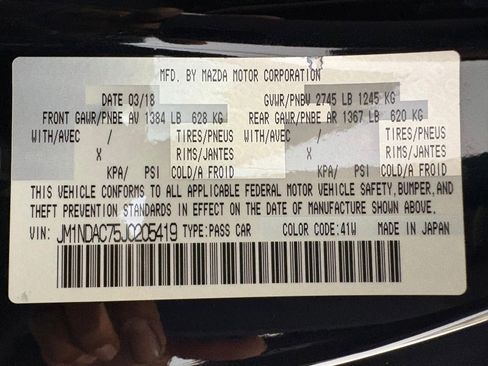 MFD. BY MAZDA MOTOR CORPORATION
DATE 03/18 GVWR/PNBV 2745 LB 1245 KG
FRONT GAWR/PNBE AV 1384 LB 628 KG REAR GAWR/PNBE AR 1367 LB 620 KG
WITH/AVEC / TIRES/PNEUS WITH/AVEC / TIRES/PNEUS
X RIMS/JANTES X RIMS/JANTES
KPA/ PSI COLD/A FROID KPA/ PSI COLD/A FROID
THIS VEHICLE CONFORMS TO ALL APPLICABLE FEDERAL MOTOR VEHICLE SAFETY,BUMPER,AND
THEFT PREVENTION STANDARDS IN EFFECT ON THE DATE OF MANUFACTURE SHOWN ABOVE.
VIN: JM1NDAC75J0205419 TYPE:PASS CAR COLOR CODE:41W MADE IN JAPAN